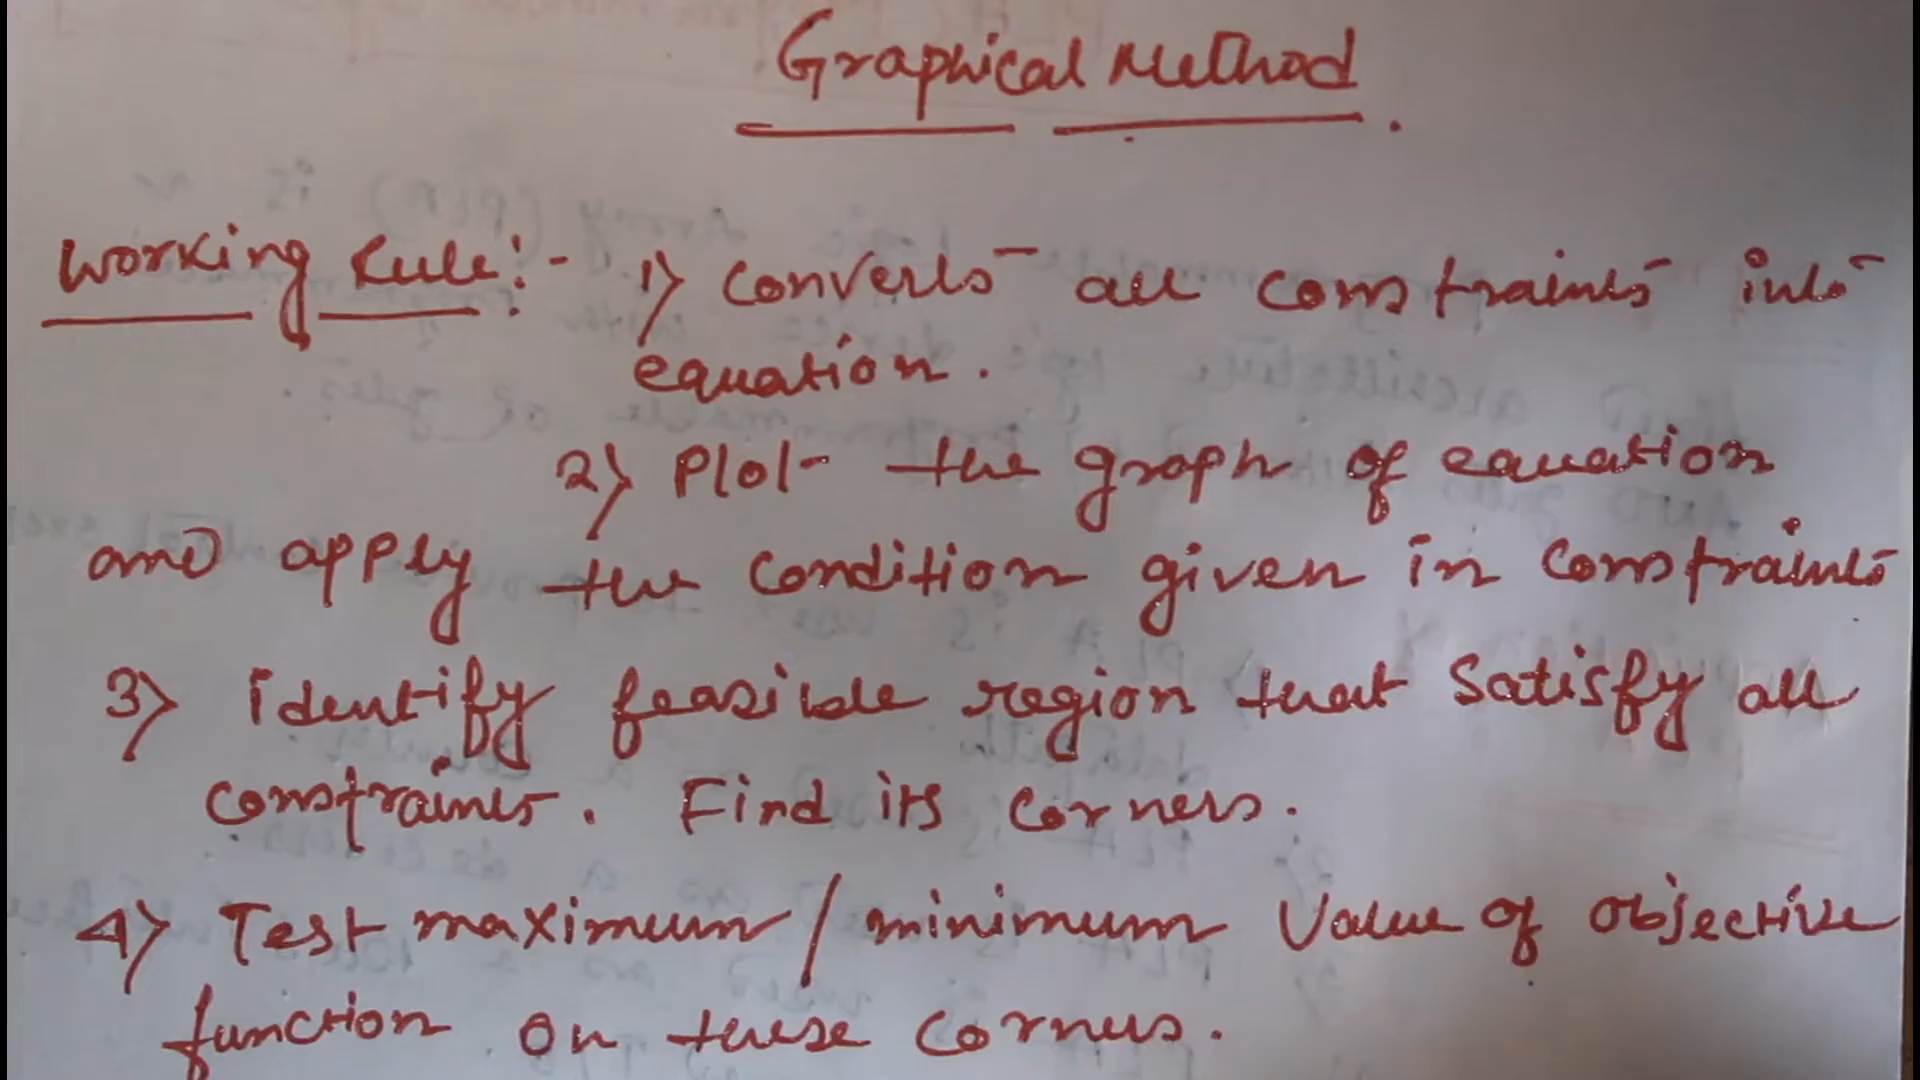 Graphical Method.
Working Rule:- 1) Converts all constraints into
equation.
2) Plot the graph of equation
and apply the condition given in constraints
3) identify feasible region that satisfy all
constraints. Find its corners.
4) Test maximum/minimum value of objective
function on these corners.